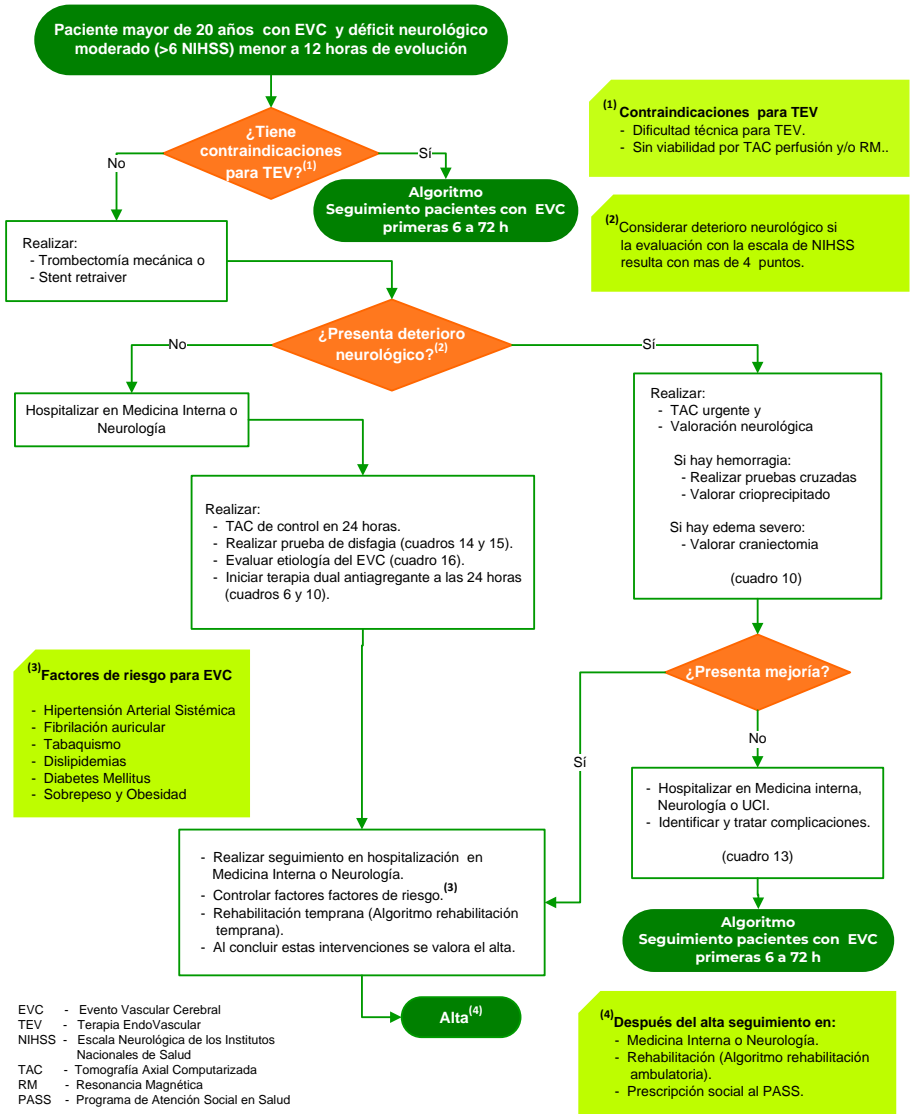 Paciente mayor de 20 años  con EVC  y déficit neurológico
moderado (>6 NIHSS) menor a 12 horas de evolución
¿Tiene
contraindicaciones
para TEV?(1)
No
Sí
(1) Contraindicaciones  para TEV
- Dificultad técnica para TEV.
- Sin viabilidad por TAC perfusión y/o RM..
Algoritmo
Seguimiento pacientes con  EVC
primeras 6 a 72 h
(2)Considerar deterioro neurológico si
la evaluación con la escala de NIHSS
resulta con mas de 4  puntos.
Realizar:
- Trombectomía mecánica o
- Stent retraiver
¿Presenta deterioro
neurológico?(2)
No
Sí
Hospitalizar en Medicina Interna o
Neurología
Realizar:
- TAC urgente y
- Valoración neurológica
Si hay hemorragia:
- Realizar pruebas cruzadas
- Valorar crioprecipitado
Si hay edema severo:
- Valorar craniectomia
(cuadro 10)
Realizar:
- TAC de control en 24 horas.
- Realizar prueba de disfagia (cuadros 14 y 15).
- Evaluar etiología del EVC (cuadro 16).
- Iniciar terapia dual antiagregante a las 24 horas
(cuadros 6 y 10).
(3)Factores de riesgo para EVC
- Hipertensión Arterial Sistémica
- Fibrilación auricular
- Tabaquismo
- Dislipidemias
- Diabetes Mellitus
- Sobrepeso y Obesidad
¿Presenta mejoría?
Sí
No
- Hospitalizar en Medicina interna,
Neurología o UCI.
- Identificar y tratar complicaciones.
(cuadro 13)
- Realizar seguimiento en hospitalización  en
Medicina Interna o Neurología.
- Controlar factores factores de riesgo.(3)
- Rehabilitación temprana (Algoritmo rehabilitación
temprana).
- Al concluir estas intervenciones se valora el alta.
Algoritmo
Seguimiento pacientes con  EVC
primeras 6 a 72 h
Alta(4)
(4)Después del alta seguimiento en:
- Medicina Interna o Neurología.
- Rehabilitación (Algoritmo rehabilitación
ambulatoria).
- Prescripción social al PASS.
EVC - Evento Vascular Cerebral
TEV - Terapia EndoVascular
NIHSS - Escala Neurológica de los Institutos
Nacionales de Salud
TAC - Tomografía Axial Computarizada
RM - Resonancia Magnética
PASS - Programa de Atención Social en Salud